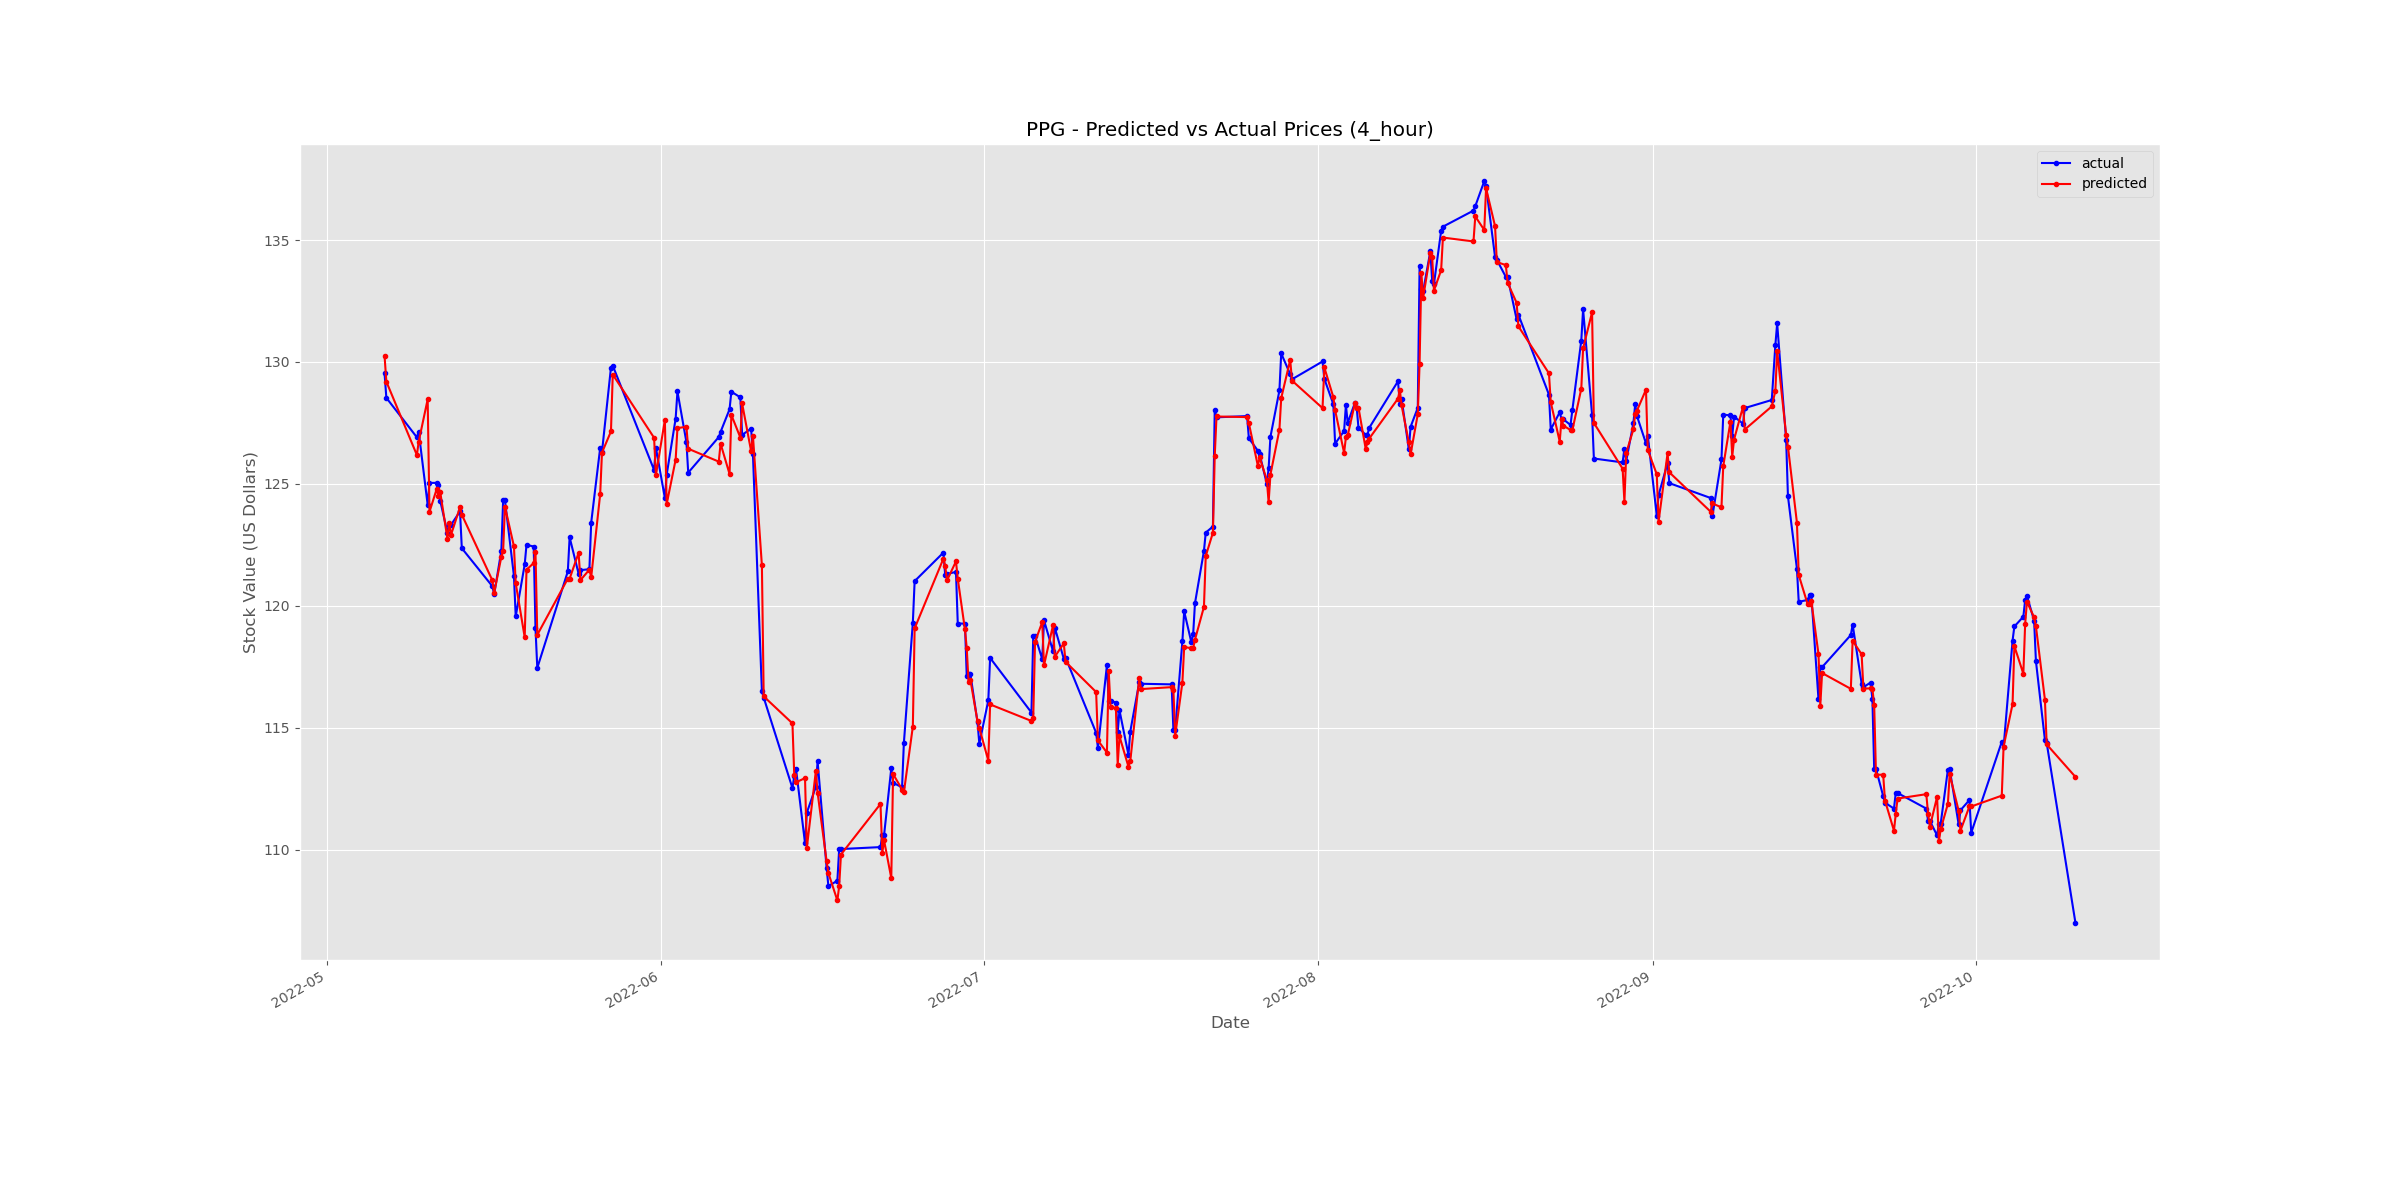 PPG - Predicted vs Actual Prices (4_hour)
actual
predicted
Stock Value (US Dollars)
135
130
125
120
115
110
2022-05
2022-06
2022-07
2022-08
2022-09
2022-10
Date